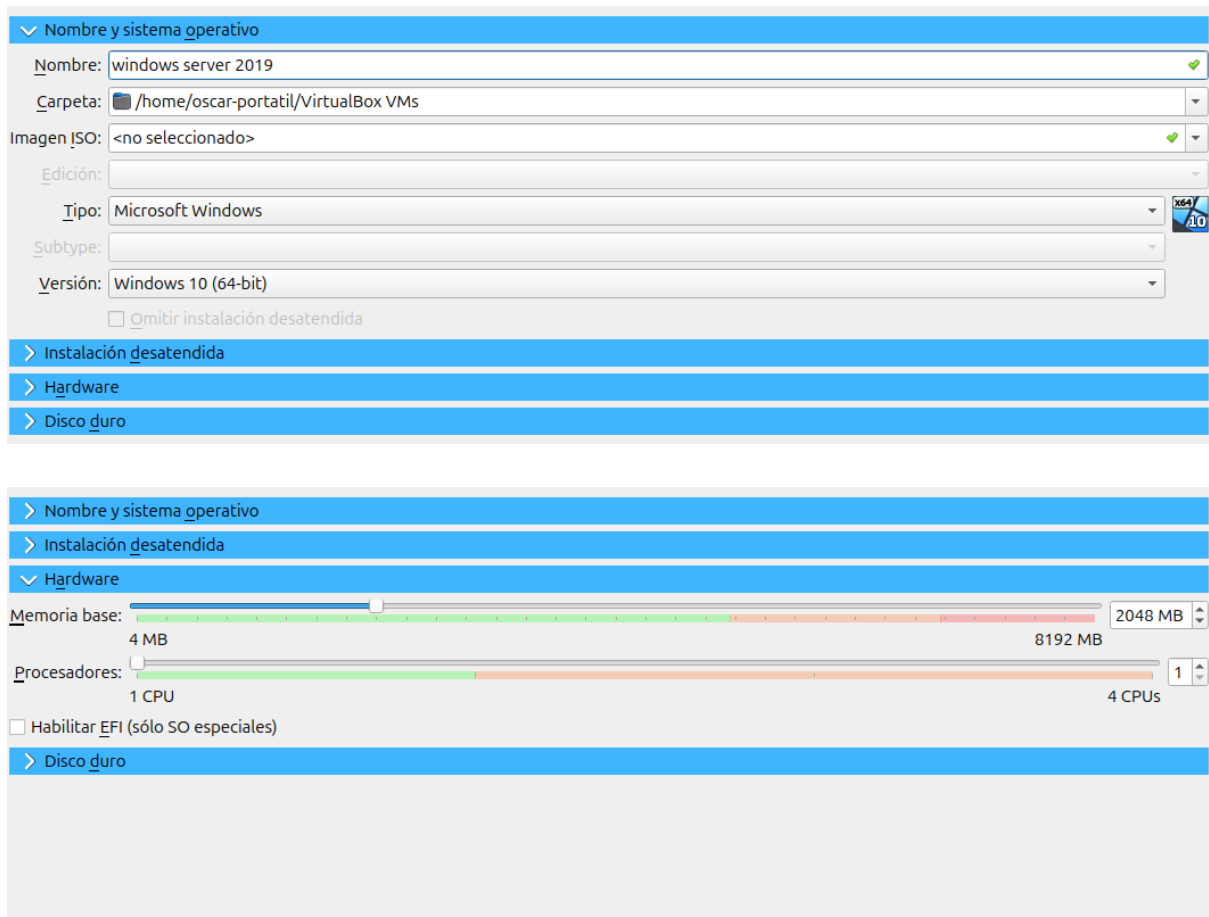 Nombre y sistema operativo
Nombre: windows server 2019
Carpeta: /home/oscar-portatil/VirtualBox VMs
Imagen ISO: <no seleccionado>
Edición:
Tipo: Microsoft Windows
x64
10
Subtype:
Versión: Windows 10 (64-bit)
Omitir instalación desatendida
Instalación desatendida
Hardware
Disco duro
Nombre y sistema operativo
Instalación desatendida
Hardware
Memoria base: 2048 MB
4 MB 8192 MB
Procesadores: 1
1 CPU 4 CPUs
Habilitar EFI (sólo SO especiales)
Disco duro